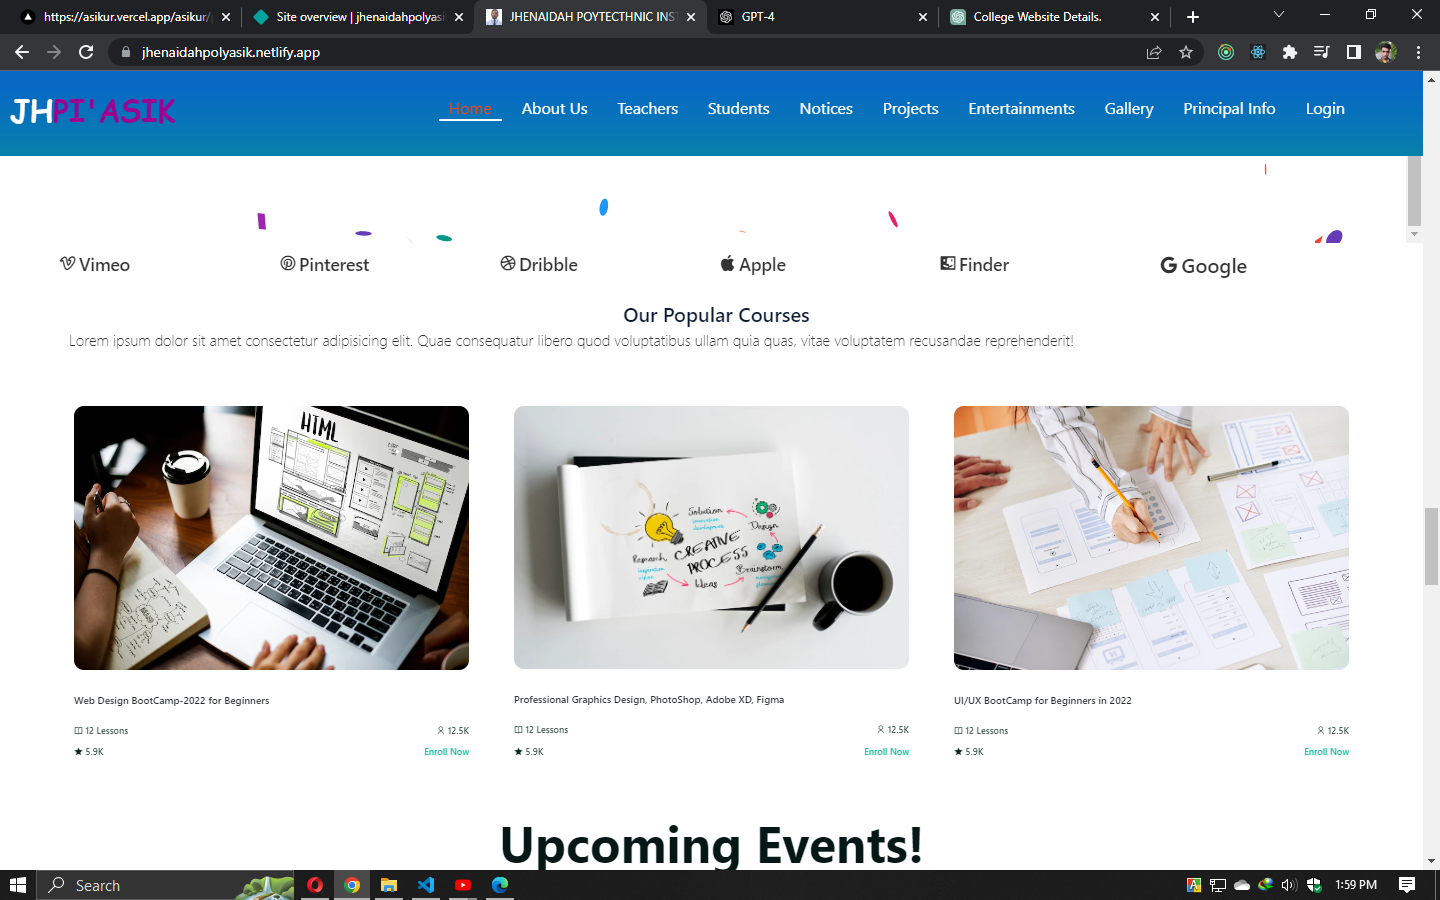 https://asikur.vercel.app/asikur/
Site overview | jhenaidahpolyasi
JHENAIDAH POYTECTHNIC INST
GPT-4
College Website Details.
jhenaidahpolyasik.netlify.app
JHPI'ASIK
Home
About Us
Teachers
Students
Notices
Projects
Entertainments
Gallery
Principal Info
Login
Vimeo
Pinterest
Dribble
Apple
Finder
Google
Our Popular Courses
Lorem ipsum dolor sit amet consectetur adipisicing elit. Quae consequatur libero quod voluptatibus ullam quia quas, vitae voluptatem recusandae reprehenderit!
HTML
Solution
Design
Research
CREATIVE
PROCESS
Brainstorm
Ideas
Web Design BootCamp-2022 for Beginners
12 Lessons
12.5K
5.9K
Enroll Now
Professional Graphics Design, PhotoShop, Adobe XD, Figma
12 Lessons
12.5K
5.9K
Enroll Now
UI/UX BootCamp for Beginners in 2022
12 Lessons
12.5K
5.9K
Enroll Now
Upcoming Events!
Search
1:59 PM